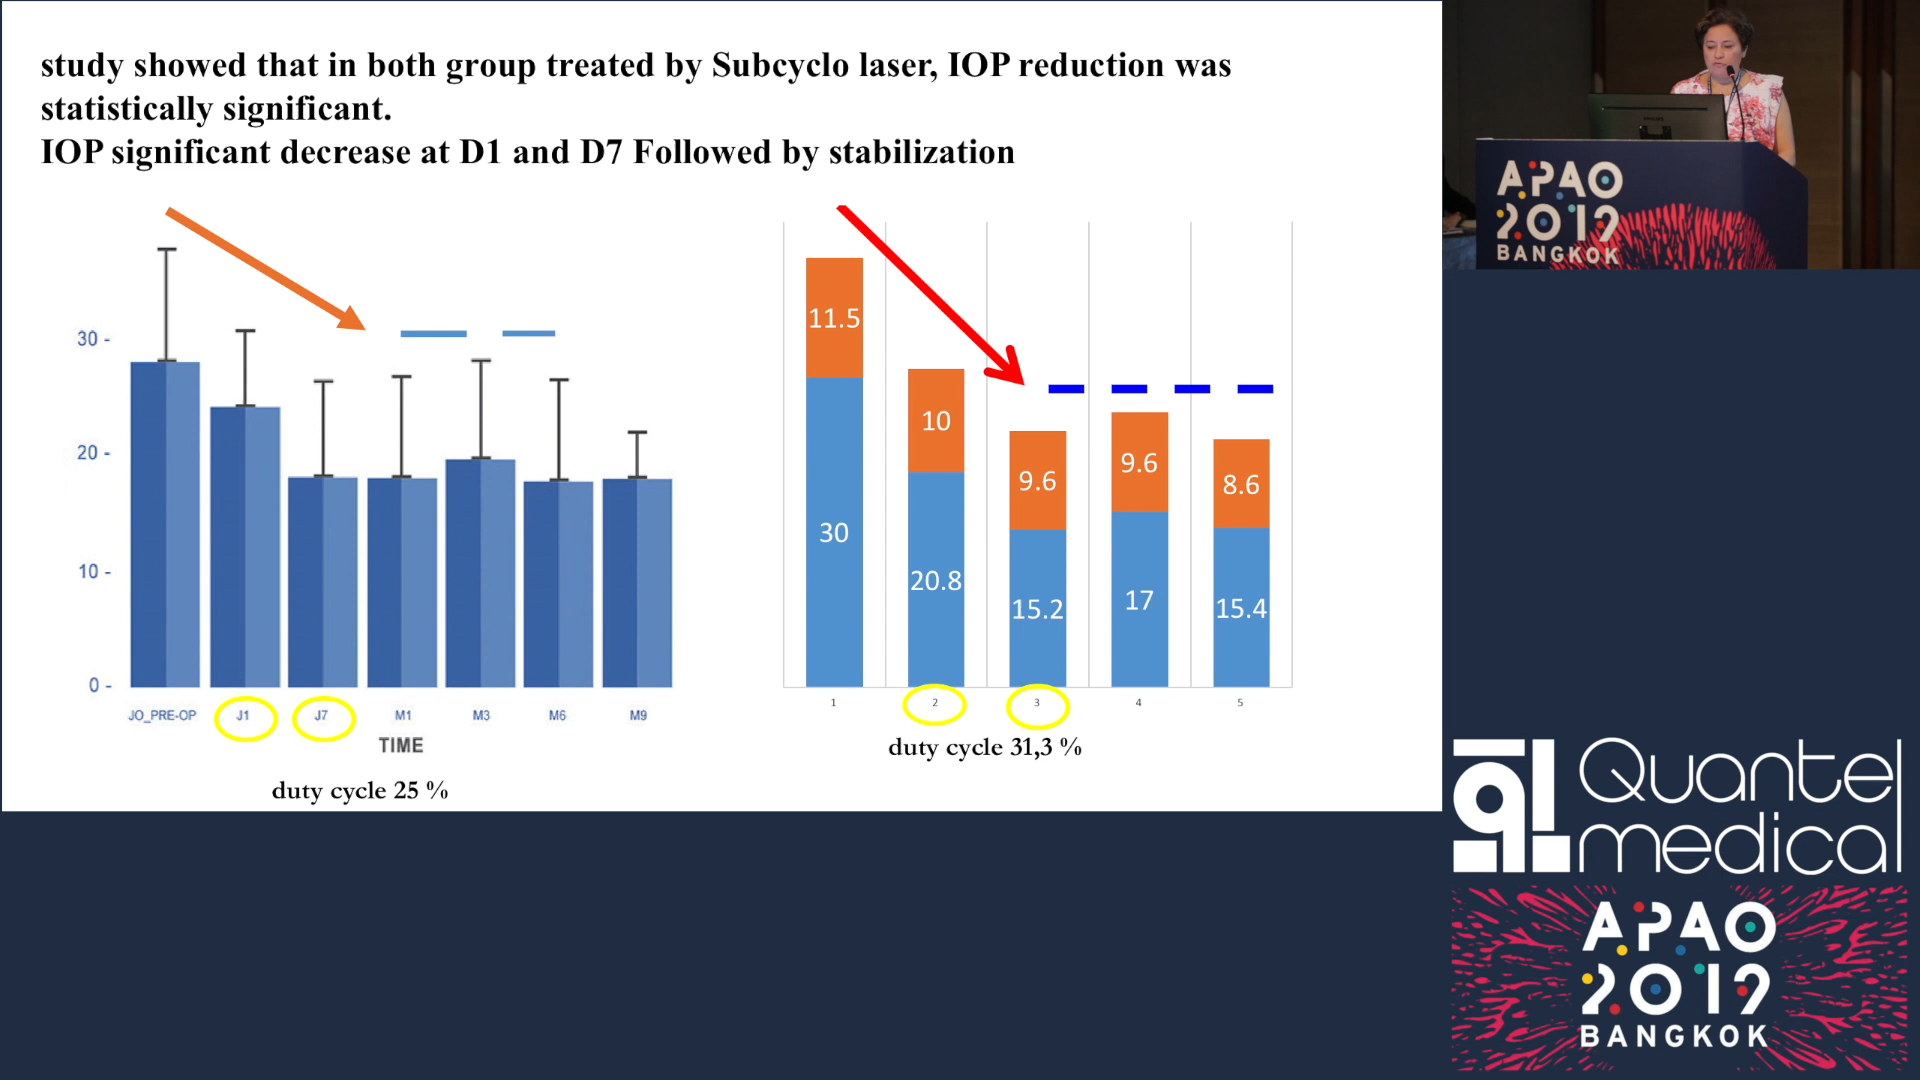 study showed that in both group treated by Subcyclo laser, IOP reduction was
statistically significant.
IOP significant decrease at D1 and D7 Followed by stabilization
30 -
20 -
10 -
0 -
JO_PRE-OP J1 J7 M1 M3 M6 M9
TIME
duty cycle 25 %
11.5
30
10
20.8
9.6
15.2
9.6
17
8.6
15.4
1 2 3 4 5
duty cycle 31,3 %
APAO
2019
BANGKOK
Quantel
medical
APAO
2019
BANGKOK